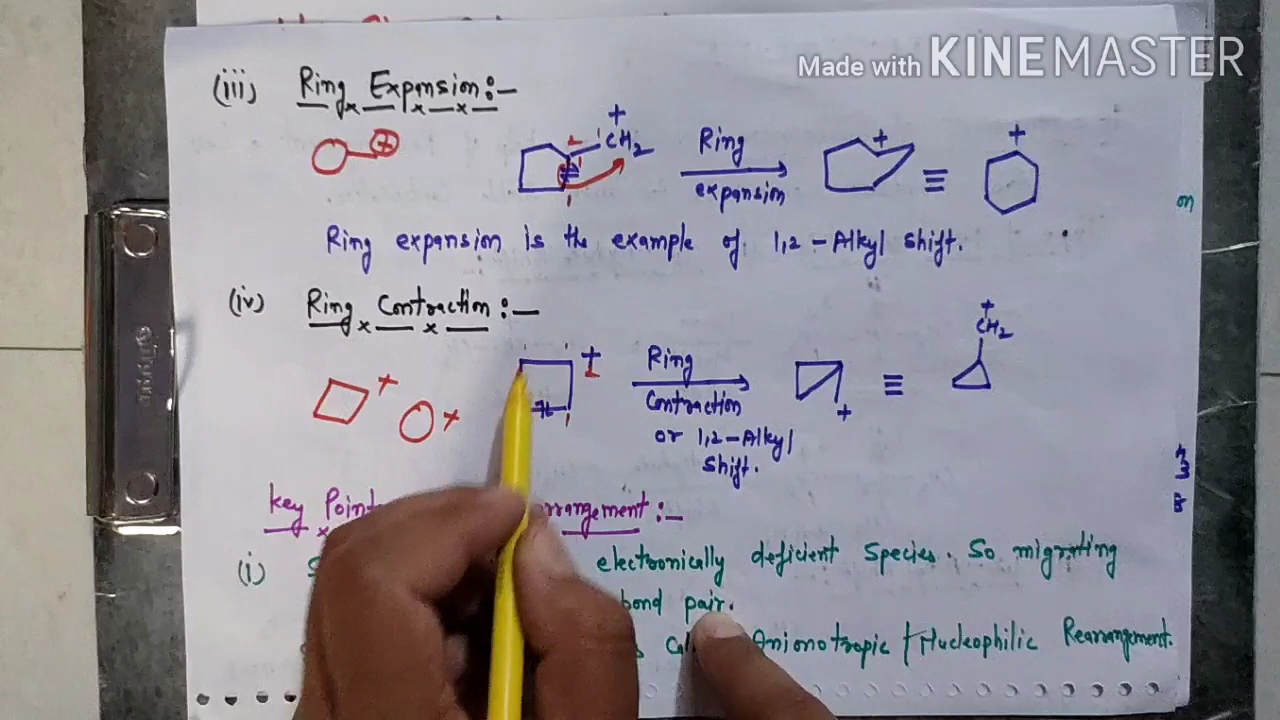 Made with KINEMASTER
(iii) Ring Expansion:-
+
CH2 Ring expansion + ≡ +
Ring expansion is the example of 1,2-Alkyl shift.
(iv) Ring Contraction:-
+ + + Ring Contraction or 1,2-Alkyl shift. + ≡ +CH2
Key Point rrangement:-
(i) S electronically deficient species. So migrating
bond pair.
Anionotropic / Nucleophilic Rearrangement.
on